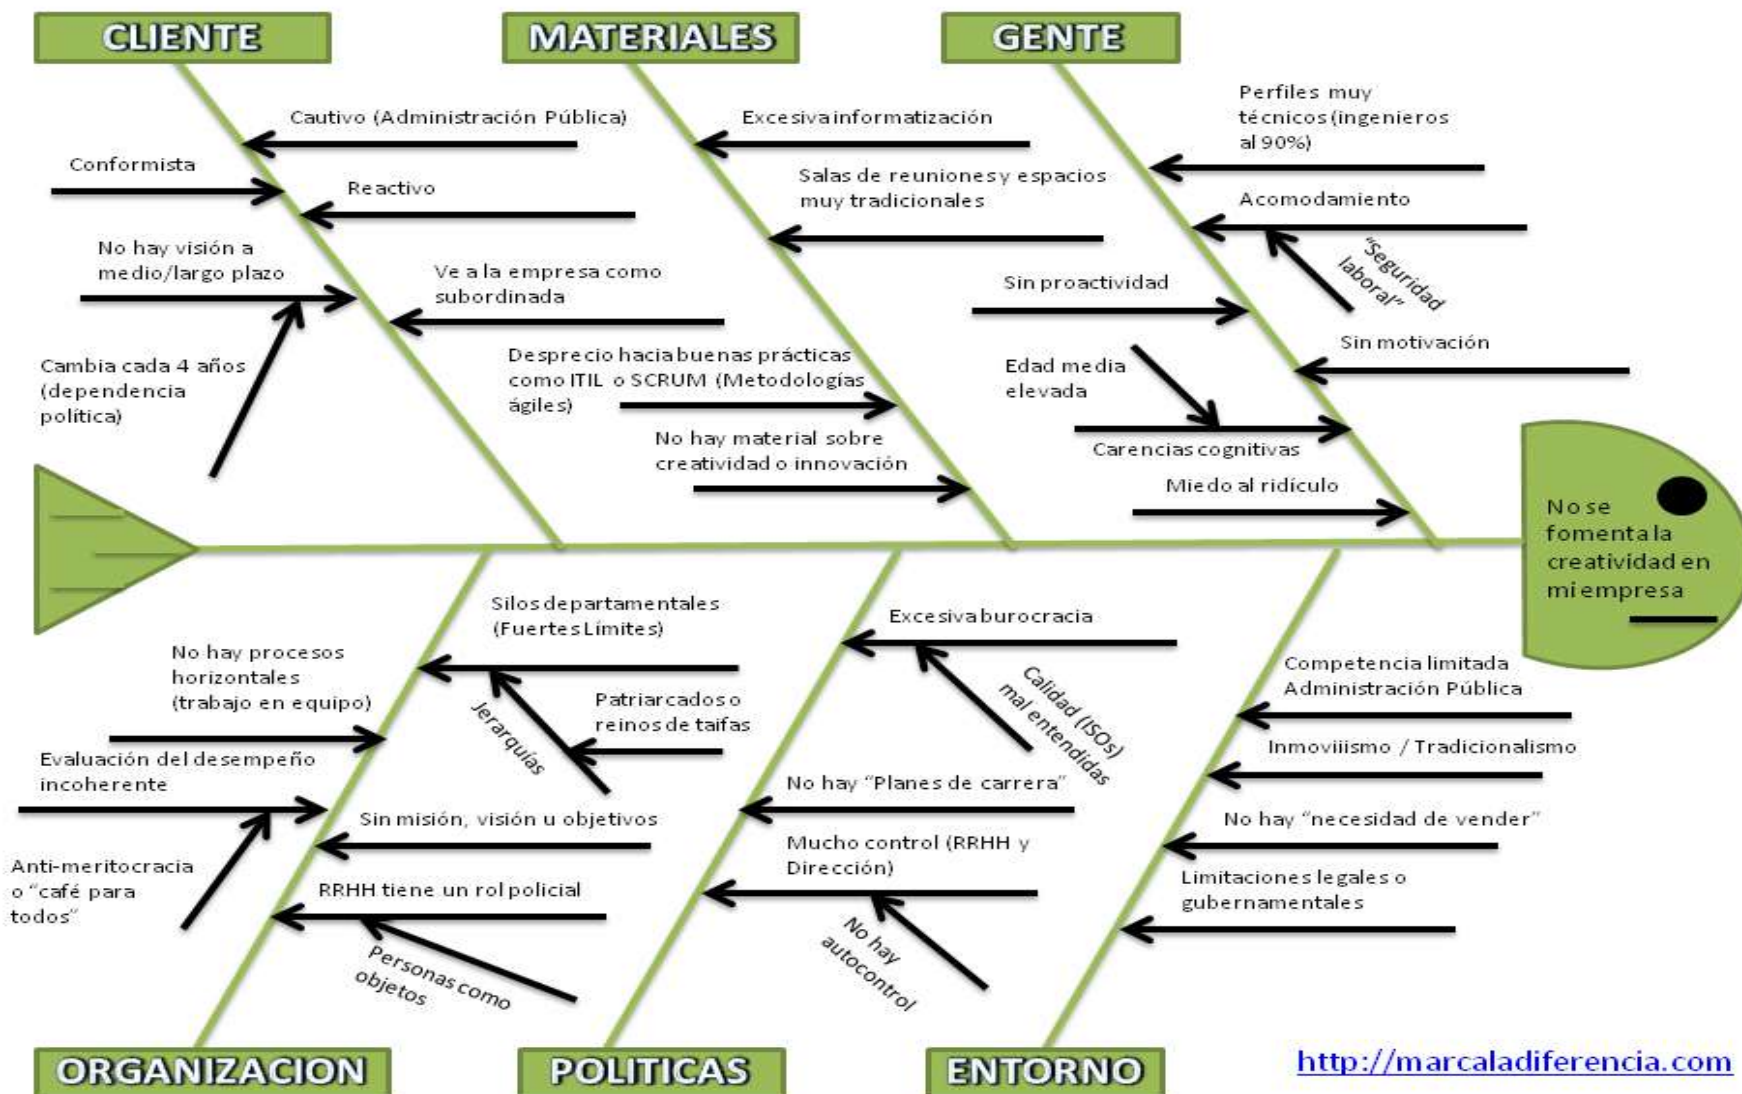 CLIENTE
MATERIALES
GENTE
Cautivo (Administración Pública)
Conformista
Reactivo
No hay visión a
medio/largo plazo
Ve a la empresa como
subordinada
Cambia cada 4 años
(dependencia
política)
Excesiva informatización
Salas de reuniones y espacios
muy tradicionales
Desprecio hacia buenas prácticas
como ITIL o SCRUM (Metodologías
ágiles)
No hay material sobre
creatividad o innovación
Perfiles muy
técnicos (ingenieros
al 90%)
Acomodamiento
"Seguridad
laboral"
Sin proactividad
Sin motivación
Edad media
elevada
Carencias cognitivas
Miedo al ridículo
No se
fomenta la
creatividad en
mi empresa
Silos departamentales
(Fuertes Límites)
No hay procesos
horizontales
(trabajo en equipo)
Jerarquías
Patriarcados o
reinos de taifas
Evaluación del desempeño
incoherente
Sin misión, visión u objetivos
Anti-meritocracia
o "café para
todos"
RRHH tiene un rol policial
Personas como
objetos
Excesiva burocracia
Calidad (ISOs)
mal entendidas
No hay "Planes de carrera"
Mucho control (RRHH y
Dirección)
No hay
autocontrol
Competencia limitada
Administración Pública
Inmoviiismo / Tradicionalismo
No hay "necesidad de vender"
Limitaciones legales o
gubernamentales
ORGANIZACION
POLITICAS
ENTORNO
http://marcaladiferencia.com